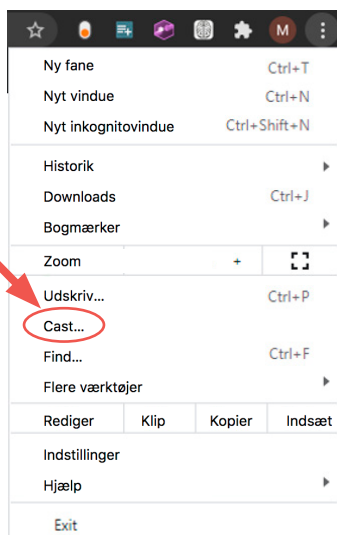 M
Ny fane Ctrl+T
Nyt vindue Ctrl+N
Nyt inkognitovindue Ctrl+Shift+N
Historik
Downloads Ctrl+J
Bogmærker
Zoom +
Udskriv... Ctrl+P
Cast...
Find... Ctrl+F
Flere værktøjer
Rediger Klip Kopier Indsæt
Indstillinger
Hjælp
Exit